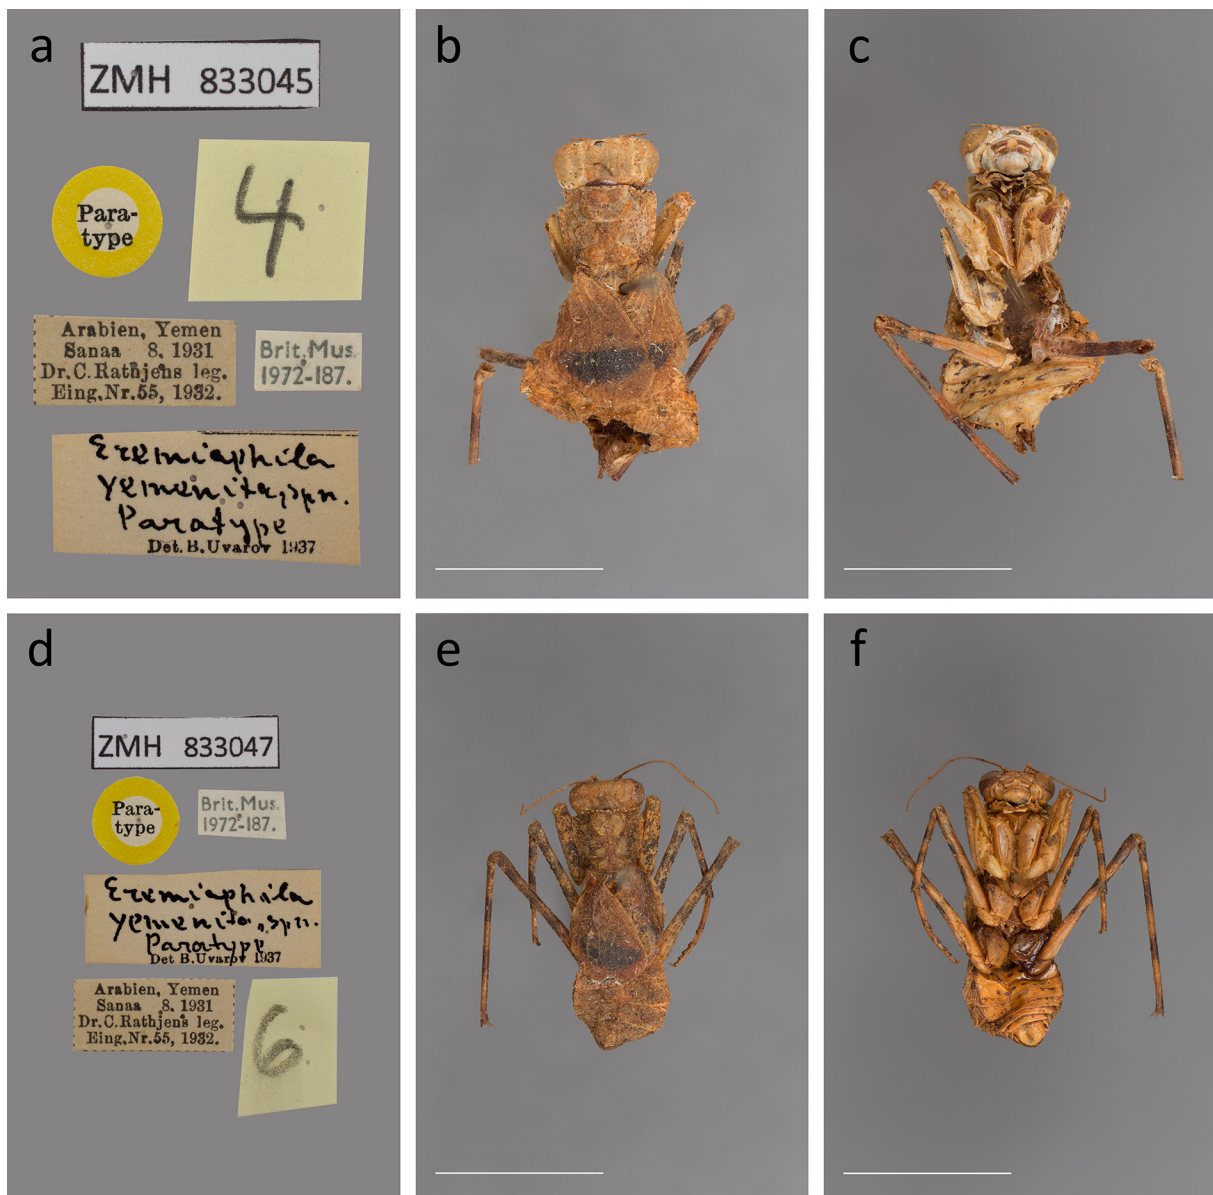 a
ZMH 833045
Para-
type
4
Arabien, Yemen
Sanaa 8. 1931
Dr. C. Rathjens leg.
Eing. Nr. 55, 1932.
Brit. Mus.
1972-187.
Eremiaphila
yemenita, sp. n.
Paratype
Det. B. Uvarov 1937
b
c
d
ZMH 833047
Para-
type
Brit. Mus.
1972-187.
Eremiaphila
yemenita, sp. n.
Paratype
Det B. Uvarov 1937
Arabien, Yemen
Sanaa 8. 1931
Dr. C. Rathjens leg.
Eing. Nr. 55, 1932.
6
e
f